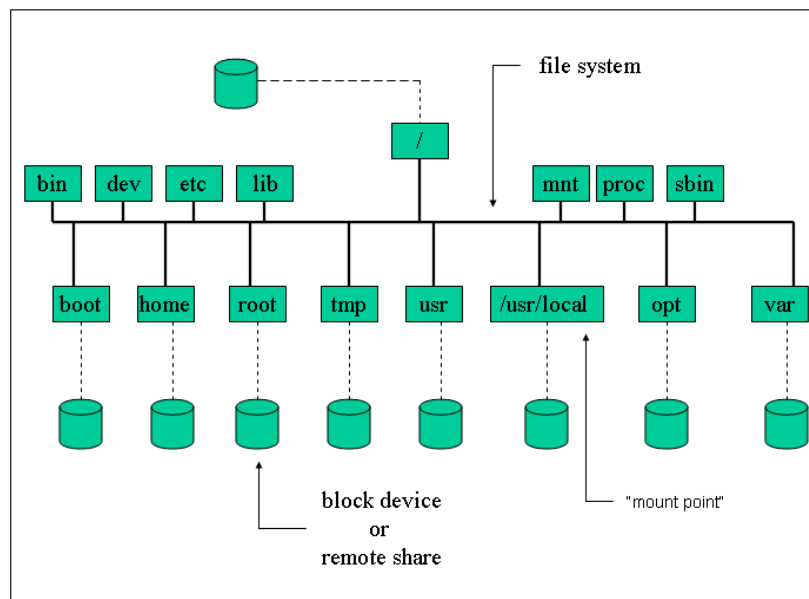 file system
/
bin
dev
etc
lib
mnt
proc
sbin
boot
home
root
tmp
usr
/usr/local
opt
var
block device
or
remote share
"mount point"